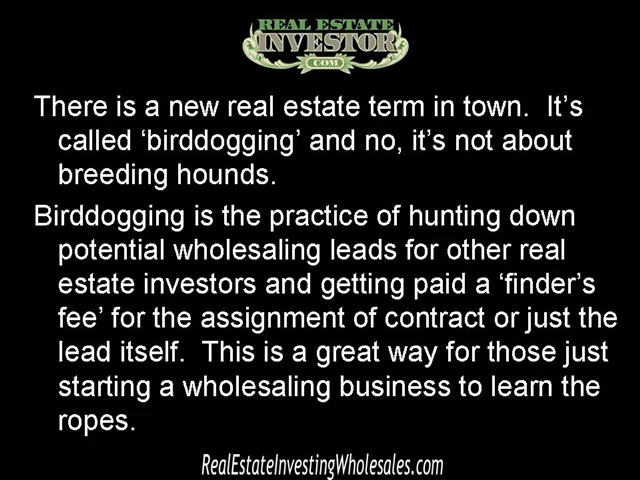 REAL ESTATE
INVESTOR
COM
There is a new real estate term in town.  It's
called ‘birddogging’ and no, it's not about
breeding hounds.
Birddogging is the practice of hunting down
potential wholesaling leads for other real
estate investors and getting paid a ‘finder's
fee’ for the assignment of contract or just the
lead itself.  This is a great way for those just
starting a wholesaling business to learn the
ropes.
RealEstateInvestingWholesales.com